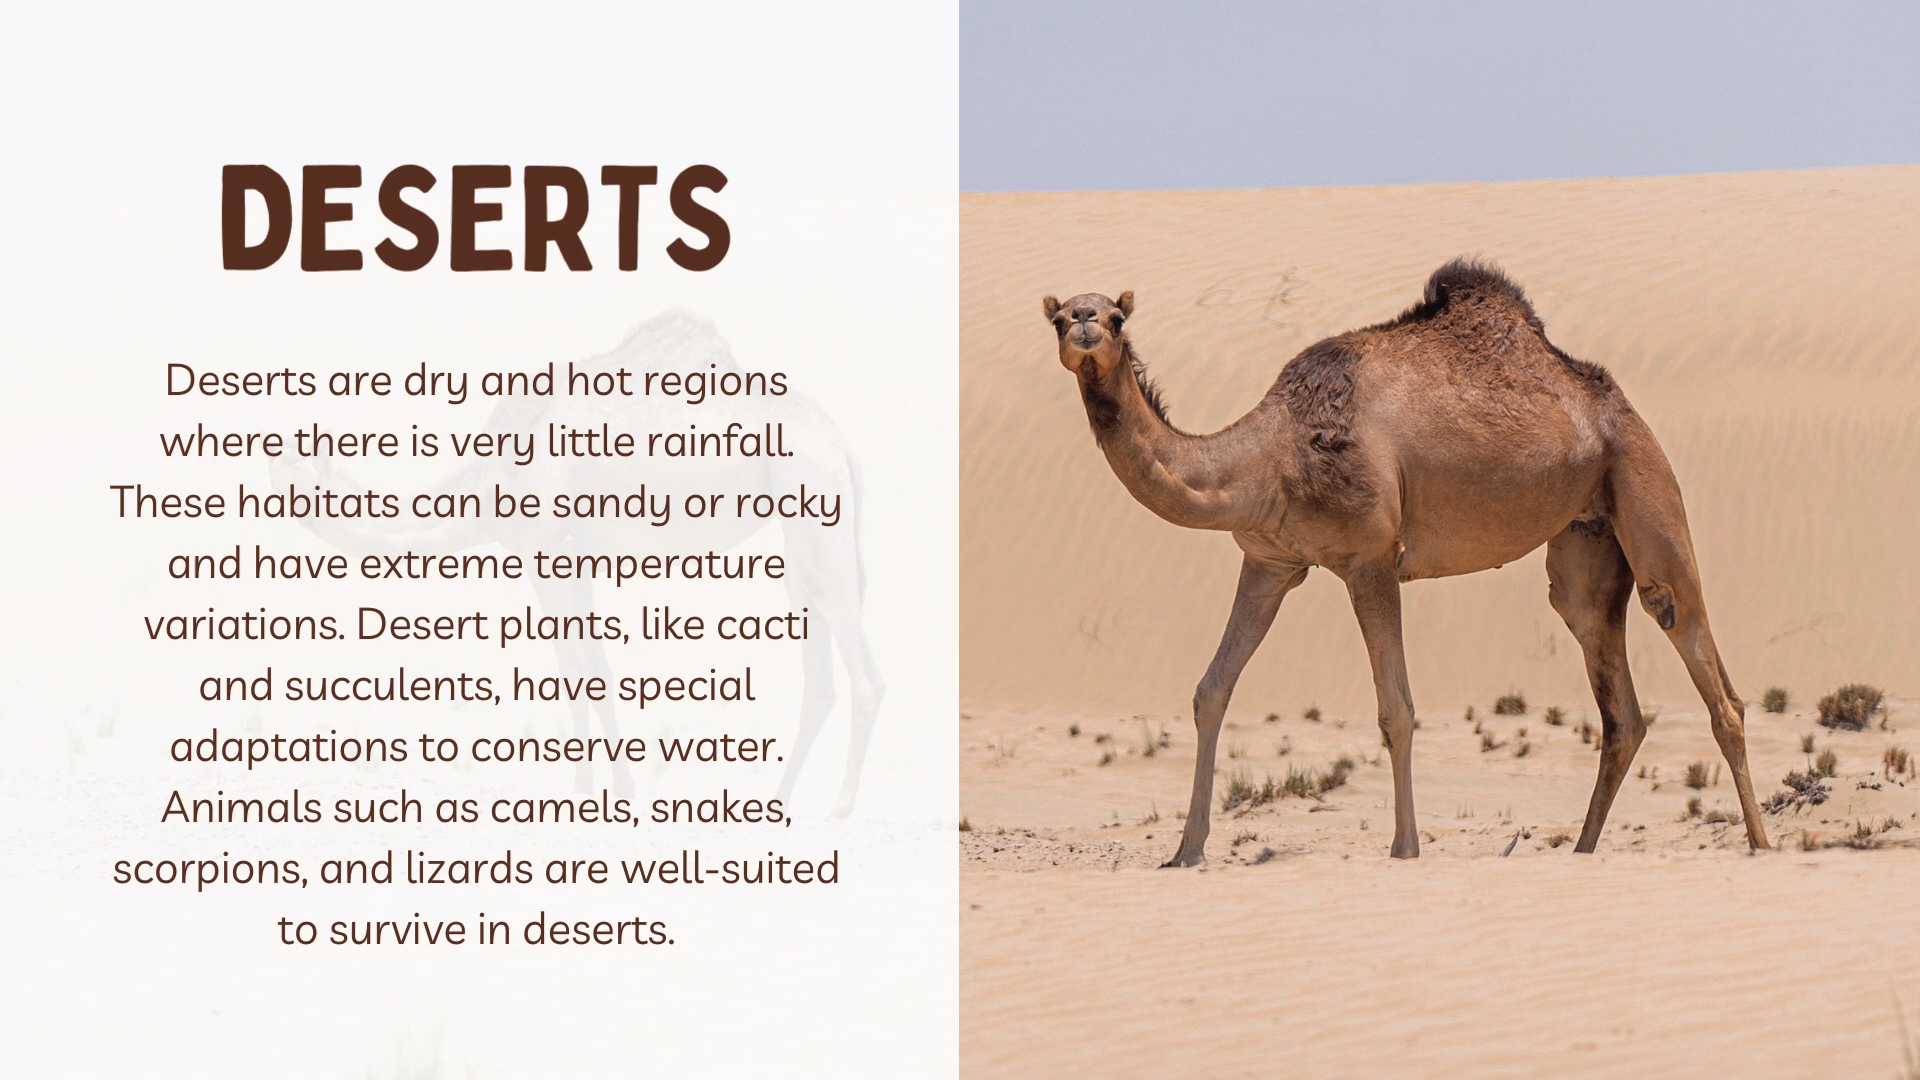 DESERTS
Deserts are dry and hot regions
where there is very little rainfall.
These habitats can be sandy or rocky
and have extreme temperature
variations. Desert plants, like cacti
and succulents, have special
adaptations to conserve water.
Animals such as camels, snakes,
scorpions, and lizards are well-suited
to survive in deserts.